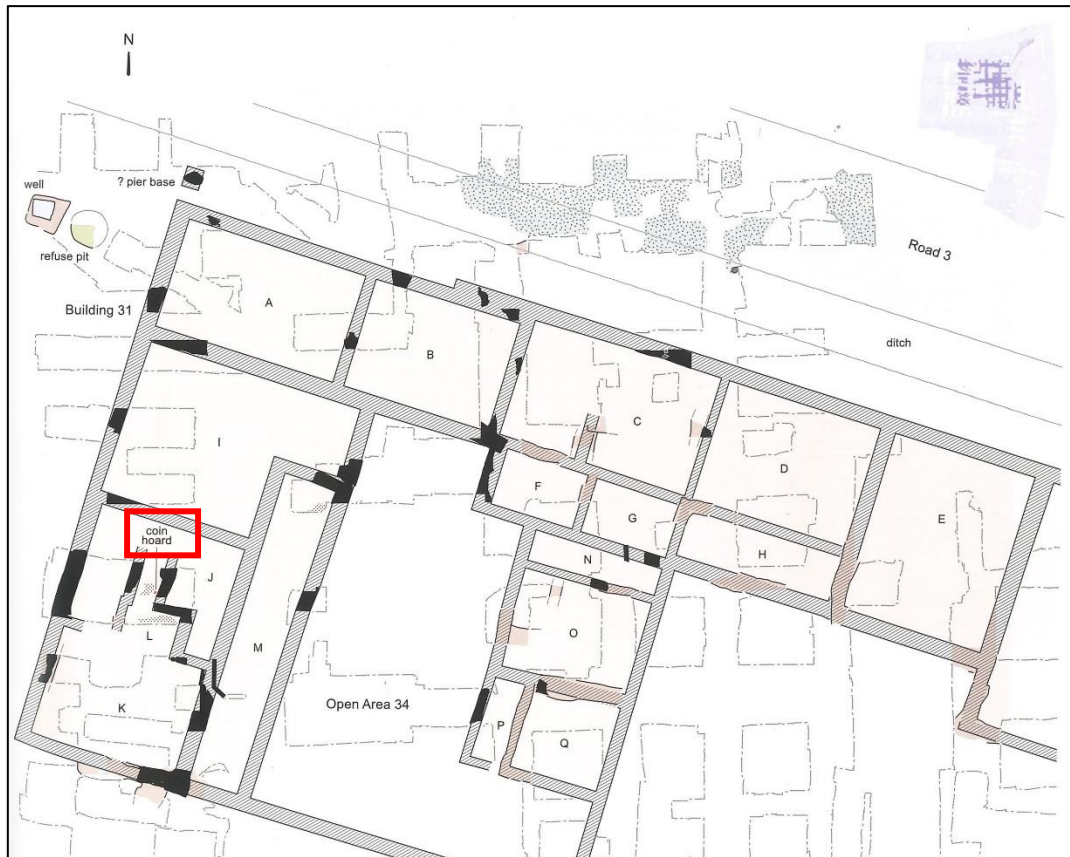 N
? pier base
well
refuse pit
Building 31
Road 3
ditch
A
B
C
D
E
F
G
H
I
coin
hoard
J
N
O
L
M
K
Open Area 34
P
Q